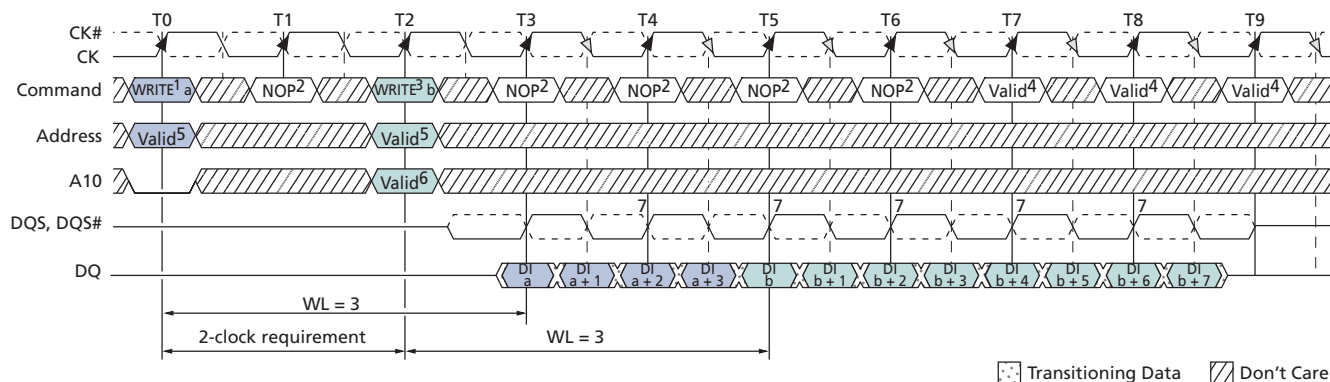 T0 T1 T2 T3 T4 T5 T6 T7 T8 T9
CK#
CK
Command WRITE1 a NOP2 WRITE3 b NOP2 NOP2 NOP2 NOP2 Valid4 Valid4 Valid4
Address Valid5 Valid5
A10 Valid6
7 7 7 7 7
DQS, DQS#
DQ DI a DI a + 1 DI a + 2 DI a + 3 DI b DI b + 1 DI b + 2 DI b + 3 DI b + 4 DI b + 5 DI b + 6 DI b + 7
WL = 3
2-clock requirement WL = 3
Transitioning Data Don't Care